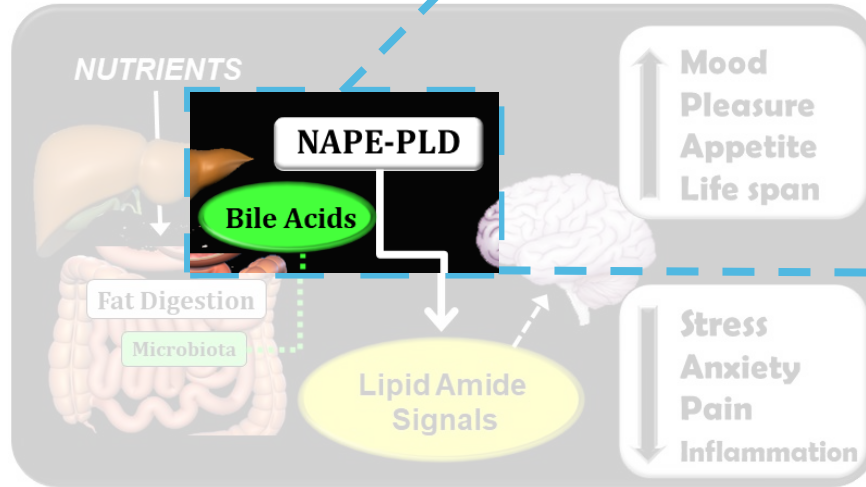 NUTRIENTS
NAPE-PLD
Bile Acids
Fat Digestion
Microbiota
Lipid Amide
Signals
Mood
Pleasure
Appetite
Life span
Stress
Anxiety
Pain
Inflammation